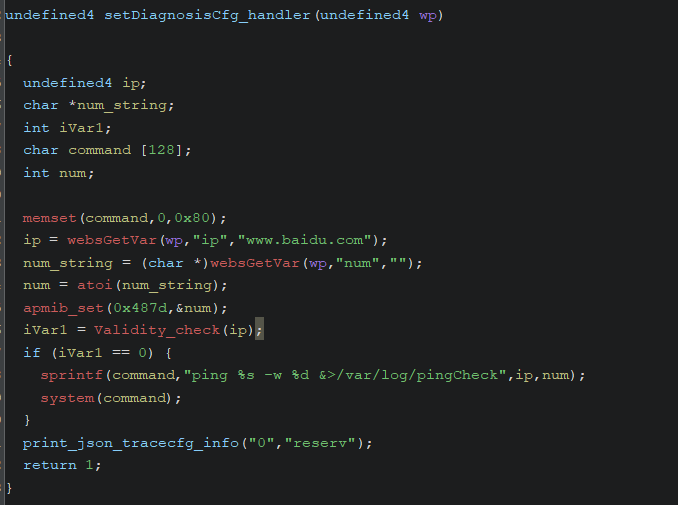 undefined4 setDiagnosisCfg_handler(undefined4 wp)
{
undefined4 ip;
char *num_string;
int iVar1;
char command [128];
int num;
memset(command,0,0x80);
ip = websGetVar(wp,"ip","www.baidu.com");
num_string = (char *)websGetVar(wp,"num","");
num = atoi(num_string);
apmib_set(0x487d,&num);
iVar1 = Validity_check(ip);
if (iVar1 == 0) {
sprintf(command,"ping %s -w %d &>/var/log/pingCheck",ip,num);
system(command);
}
print_json_tracecfg_info("0","reserv");
return 1;
}